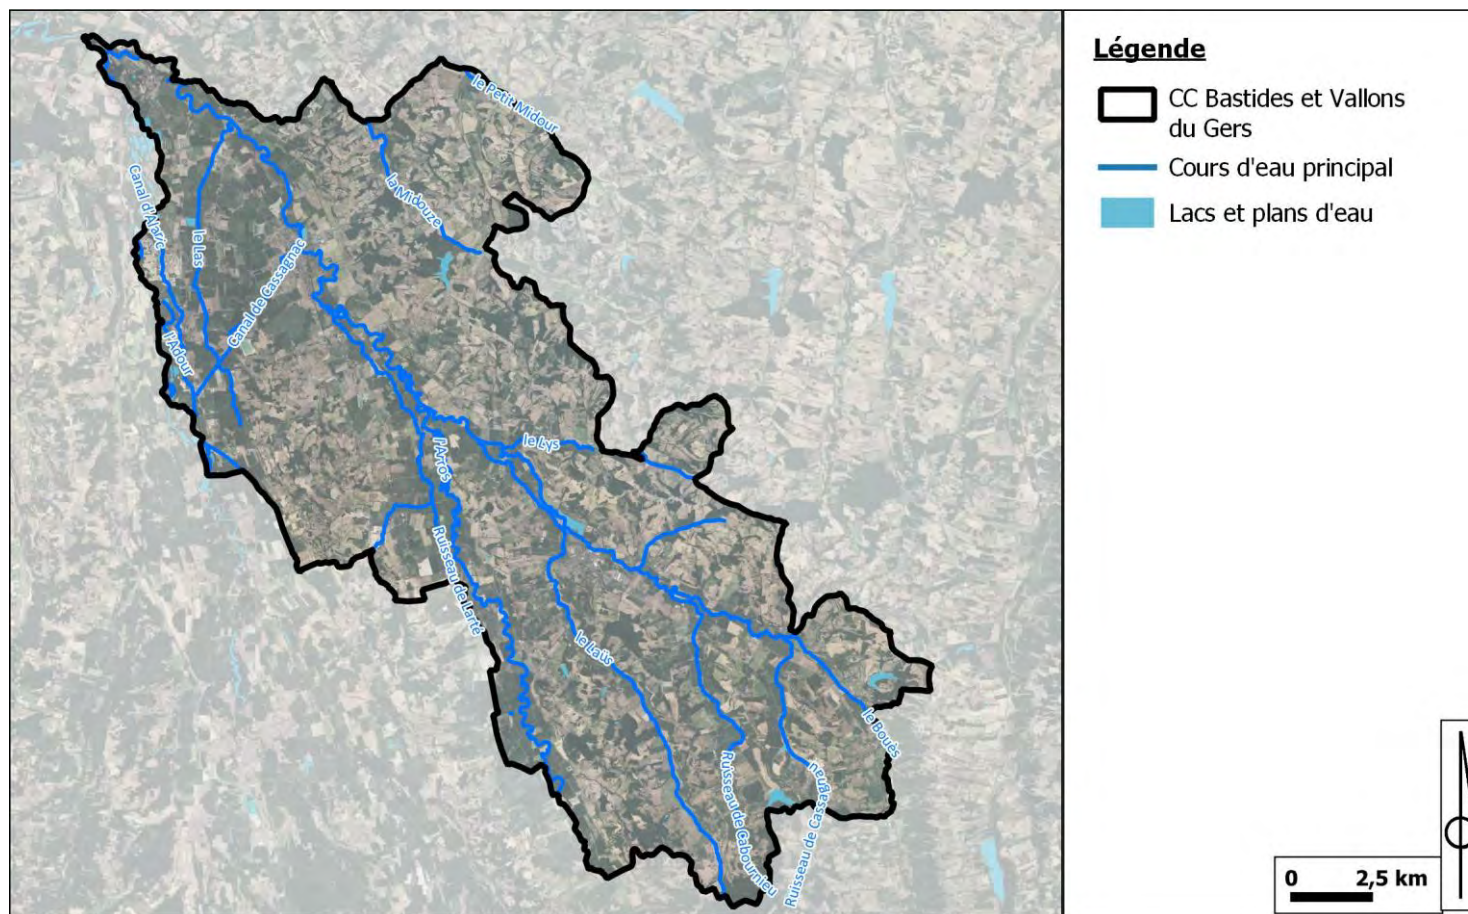 Légende
CC Bastides et Vallons
du Gers
Cours d'eau principal
Lacs et plans d'eau
le Petit Midour
la Midouze
Canal d'Alaric
le Las
Canal de Cassagnac
l'Adour
le Lys
l'Arros
Ruisseau de Larté
le Laüs
le Bouès
Ruisseau de Cabournieu
Ruisseau de Cassagnau
0 2,5 km